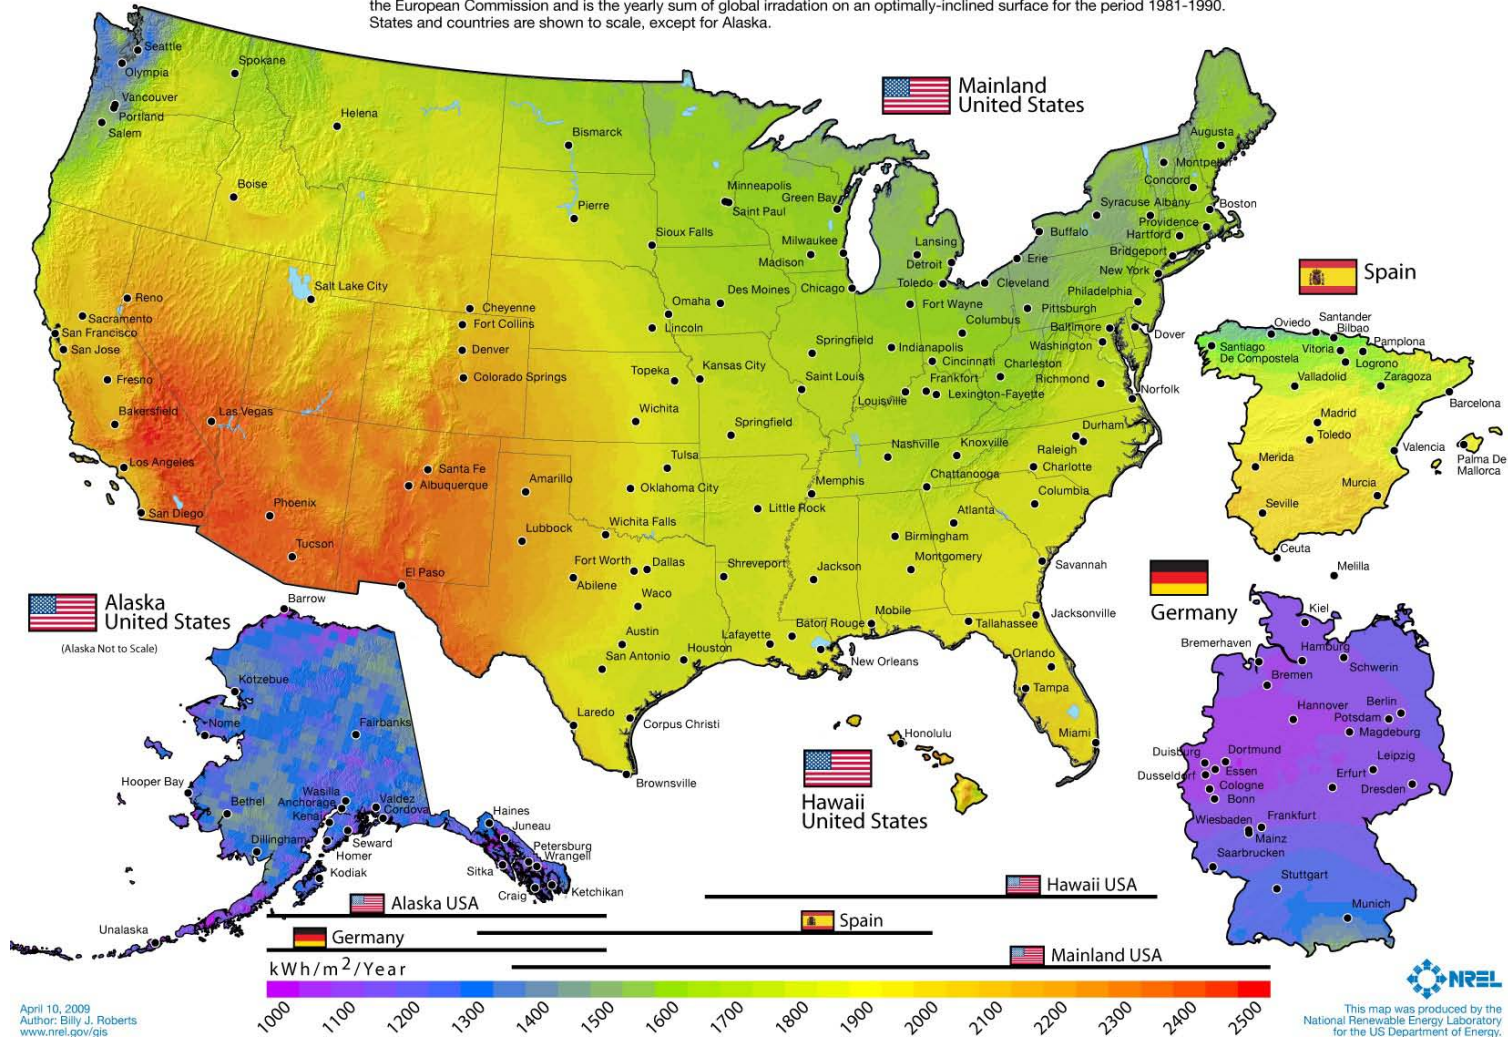 the European Commission and is the yearly sum of global irradation on an optimally-inclined surface for the period 1981-1990.
States and countries are shown to scale, except for Alaska.
Mainland
United States
Seattle
Olympia
Spokane
Vancouver
Portland
Salem
Helena
Bismarck
Boise
Pierre
Minneapolis
Saint Paul
Green Bay
Sioux Falls
Milwaukee
Madison
Lansing
Detroit
Augusta
Montpelier
Concord
Syracuse Albany
Boston
Providence
Hartford
Buffalo
Bridgeport
Erie
New York
Reno
Salt Lake City
Cheyenne
Fort Collins
Omaha
Des Moines
Chicago
Toledo
Cleveland
Philadelphia
Sacramento
San Francisco
San Jose
Lincoln
Fort Wayne
Columbus
Pittsburgh
Baltimore
Dover
Washington
Denver
Colorado Springs
Springfield
Indianapolis
Cincinnati
Charleston
Fresno
Topeka
Kansas City
Saint Louis
Frankfort
Richmond
Louisville
Lexington-Fayette
Norfolk
Bakersfield
Las Vegas
Wichita
Springfield
Nashville
Knoxville
Durham
Raleigh
Los Angeles
Santa Fe
Albuquerque
Tulsa
Amarillo
Oklahoma City
Memphis
Chattanooga
Charlotte
Columbia
San Diego
Phoenix
Little Rock
Atlanta
Lubbock
Wichita Falls
Birmingham
Tucson
El Paso
Fort Worth
Dallas
Abilene
Shreveport
Jackson
Montgomery
Savannah
Waco
Austin
Lafayette
Baton Rouge
Mobile
Tallahassee
Jacksonville
San Antonio
Houston
New Orleans
Orlando
Tampa
Laredo
Corpus Christi
Miami
Brownsville
Spain
Oviedo
Santander
Bilbao
Santiago
De Compostela
Vitoria
Pamplona
Logrono
Valladolid
Zaragoza
Barcelona
Madrid
Toledo
Valencia
Palma De
Mallorca
Merida
Murcia
Seville
Ceuta
Melilla
Germany
Kiel
Bremerhaven
Hamburg
Schwerin
Bremen
Hannover
Berlin
Potsdam
Magdeburg
Duisburg
Dortmund
Leipzig
Dusseldorf
Essen
Erfurt
Cologne
Dresden
Bonn
Wiesbaden
Frankfurt
Mainz
Saarbrucken
Stuttgart
Munich
Alaska
United States
(Alaska Not to Scale)
Barrow
Kotzebue
Nome
Fairbanks
Hooper Bay
Wasilla
Anchorage
Valdez
Cordova
Bethel
Kenai
Dillingham
Seward
Homer
Kodiak
Unalaska
Haines
Juneau
Petersburg
Wrangell
Sitka
Craig
Ketchikan
Honolulu
Hawaii
United States
Hawaii USA
Alaska USA
Spain
Germany
Mainland USA
kWh/m2/Year
1000 1100 1200 1300 1400 1500 1600 1700 1800 1900 2000 2100 2200 2300 2400 2500
April 10, 2009
Author: Billy J. Roberts
www.nrel.gov/gis
NREL
This map was produced by the
National Renewable Energy Laboratory
for the US Department of Energy.